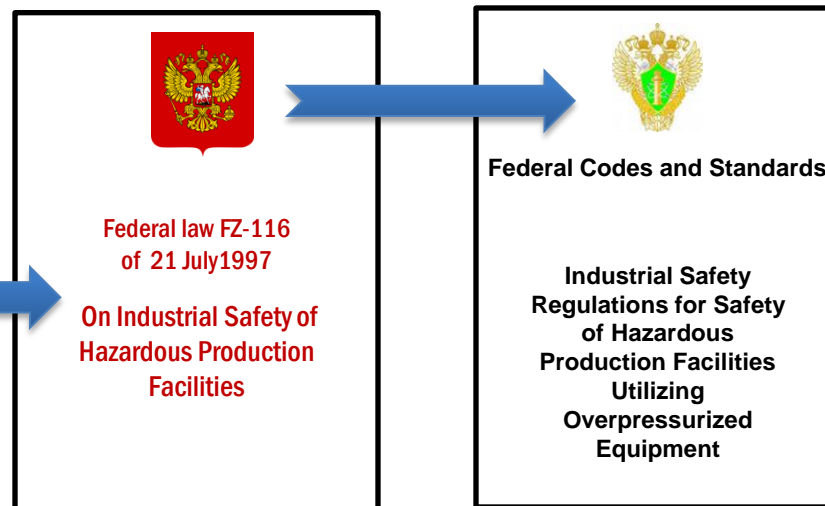 Federal law FZ-116
of 21 July1997
On Industrial Safety of
Hazardous Production
Facilities
Federal Codes and Standards
Industrial Safety
Regulations for Safety
of Hazardous
Production Facilities
Utilizing
Overpressurized
Equipment